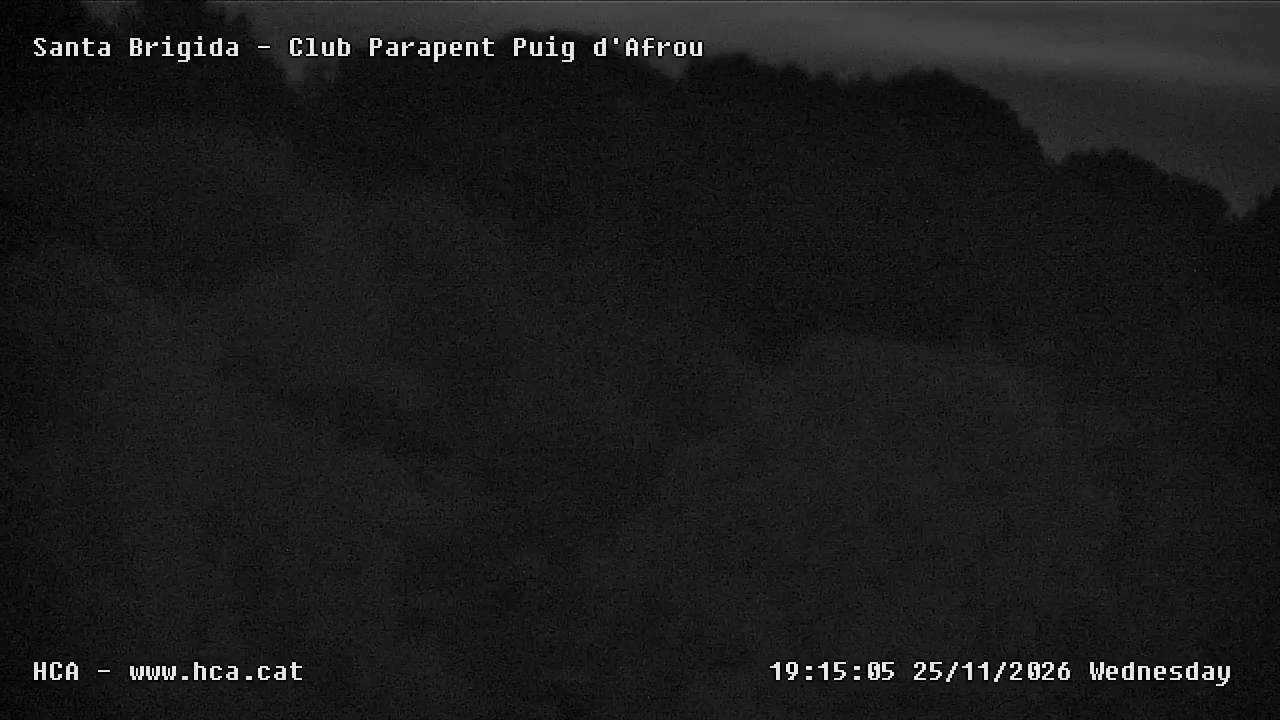 Santa Brigida - Club Parapent Puig d'Afrou
HCA - www.hca.cat
19:15:05 25/11/2026 Wednesday